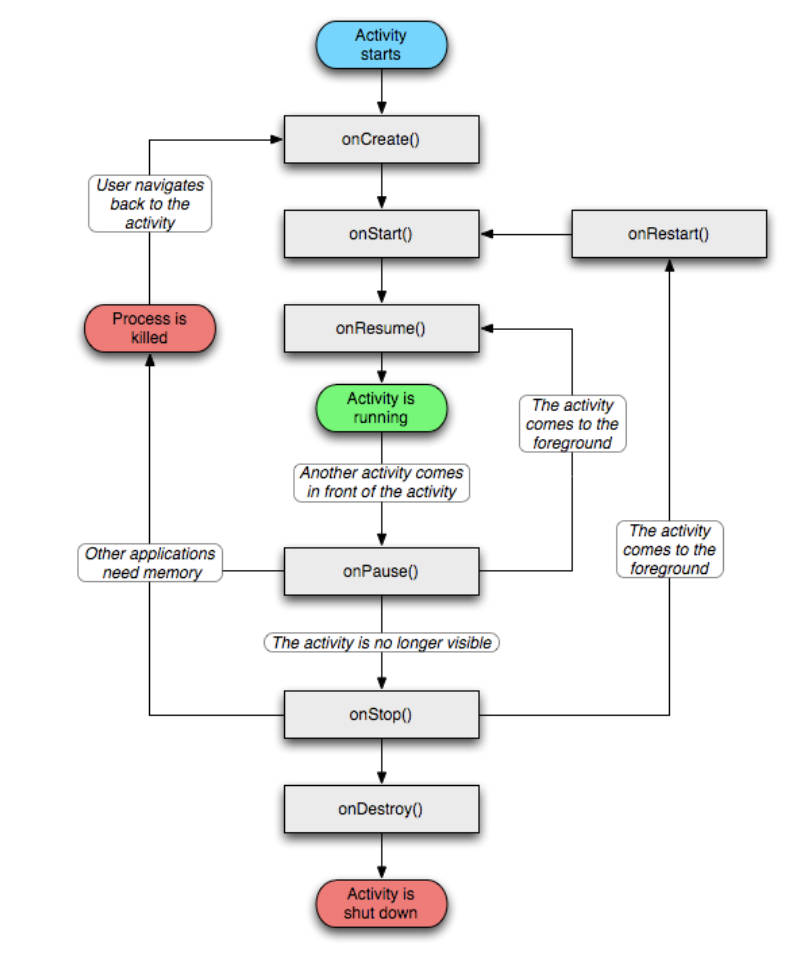 Activity
starts
onCreate()
User navigates
back to the
activity
onStart()
onRestart()
Process is
killed
onResume()
Activity is
running
The activity
comes to the
foreground
Another activity comes
in front of the activity
The activity
comes to the
foreground
Other applications
need memory
onPause()
The activity is no longer visible
onStop()
onDestroy()
Activity is
shut down